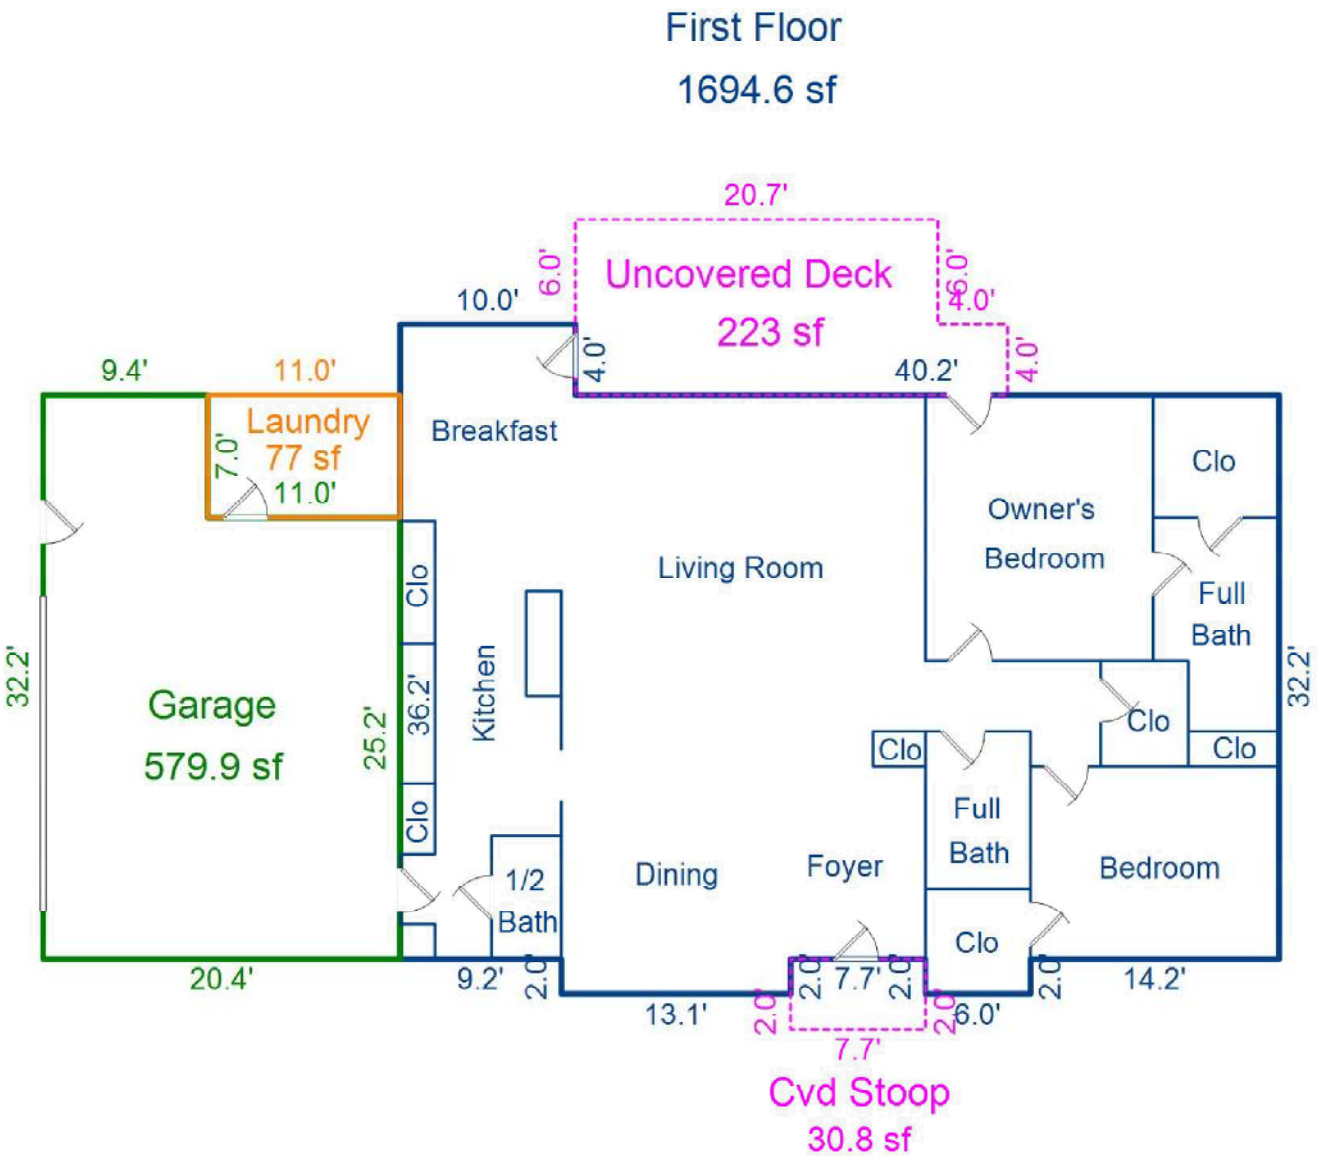 First Floor
1694.6 sf
20.7'
6.0'
Uncovered Deck
6.0'
4.0'
223 sf
10.0'
4.0'
40.2'
4.0'
9.4'
11.0'
Laundry
77 sf
7.0'
11.0'
Breakfast
Clo
Owner's
Bedroom
Living Room
Clo
Full
Bath
32.2'
Garage
579.9 sf
25.2'
36.2'
Kitchen
32.2'
Clo
Clo
Clo
Clo
Full
Bath
Dining
Foyer
Bedroom
1/2
Bath
Clo
20.4'
9.2'
2.0'
2.0'
7.7'
2.0'
2.0'
14.2'
13.1'
2.0'
2.0'
6.0'
7.7'
Cvd Stoop
30.8 sf